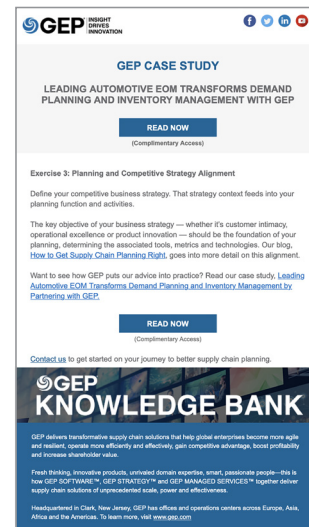 GEP INSIGHT
DRIVES
INNOVATION
GEP CASE STUDY
LEADING AUTOMOTIVE EOM TRANSFORMS DEMAND
PLANNING AND INVENTORY MANAGEMENT WITH GEP
READ NOW
(Complimentary Access)
Exercise 3: Planning and Competitive Strategy Alignment
Define your competitive business strategy. That strategy context feeds into your
planning function and activities.
The key objective of your business strategy — whether it's customer intimacy,
operational excellence or product innovation — should be the foundation of your
planning, determining the associated tools, metrics and technologies. Our blog,
How to Get Supply Chain Planning Right, goes into more detail on this alignment.
Want to see how GEP puts our advice into practice? Read our case study, Leading
Automotive EOM Transforms Demand Planning and Inventory Management by
Partnering with GEP.
READ NOW
(Complimentary Access)
Contact us to get started on your journey to better supply chain planning.
GEP
KNOWLEDGE BANK
GEP delivers transformative supply chain solutions that help global enterprises become more agile
and resilient, operate more efficiently and effectively, gain competitive advantage, boost profitability
and increase shareholder value.
Fresh thinking, innovative products, unrivaled domain expertise, smart, passionate people—this is
how GEP SOFTWARE™, GEP STRATEGY™ and GEP MANAGED SERVICES™ together deliver
supply chain solutions of unprecedented scale, power and effectiveness.
Headquartered in Clark, New Jersey, GEP has offices and operations centers across Europe, Asia,
Africa and the Americas. To learn more, visit www.gep.com